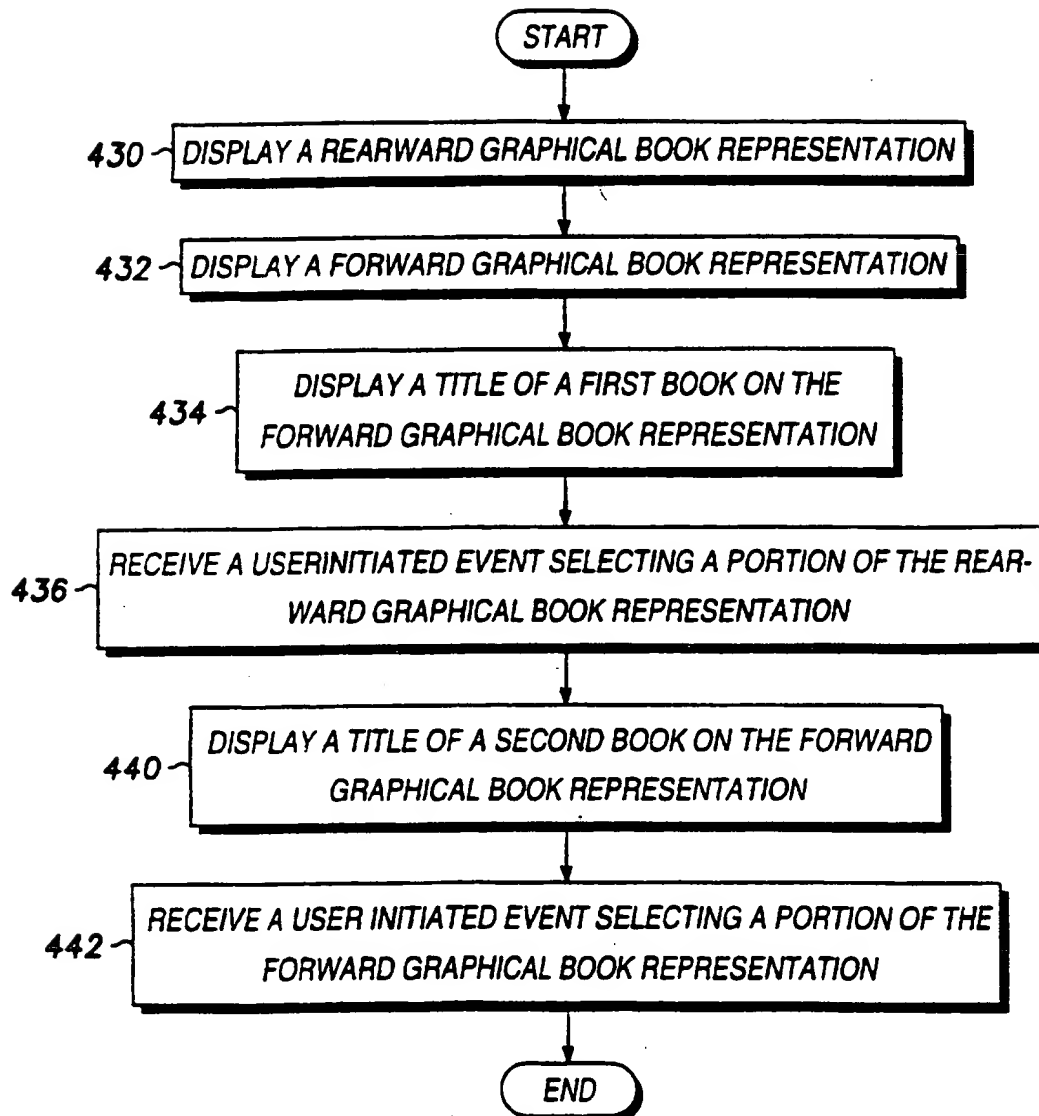 START
430 DISPLAY A REARWARD GRAPHICAL BOOK REPRESENTATION
432 DISPLAY A FORWARD GRAPHICAL BOOK REPRESENTATION
DISPLAY A TITLE OF A FIRST BOOK ON THE
434
FORWARD GRAPHICAL BOOK REPRESENTATION
RECEIVE A USERINITIATED EVENT SELECTING A PORTION OF THE REAR-
436
WARD GRAPHICAL BOOK REPRESENTATION
DISPLAY A TITLE OF A SECOND BOOK ON THE FORWARD
440
GRAPHICAL BOOK REPRESENTATION
RECEIVE A USER INITIATED EVENT SELECTING A PORTION OF THE
442
FORWARD GRAPHICAL BOOK REPRESENTATION
END